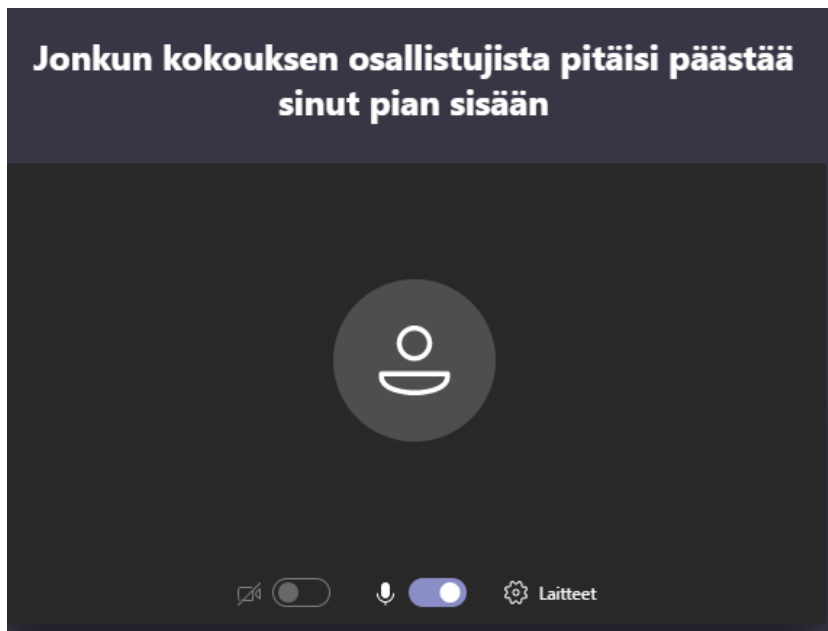 Jonkun kokouksen osallistujista pitäisi päästää
sinut pian sisään
Laitteet